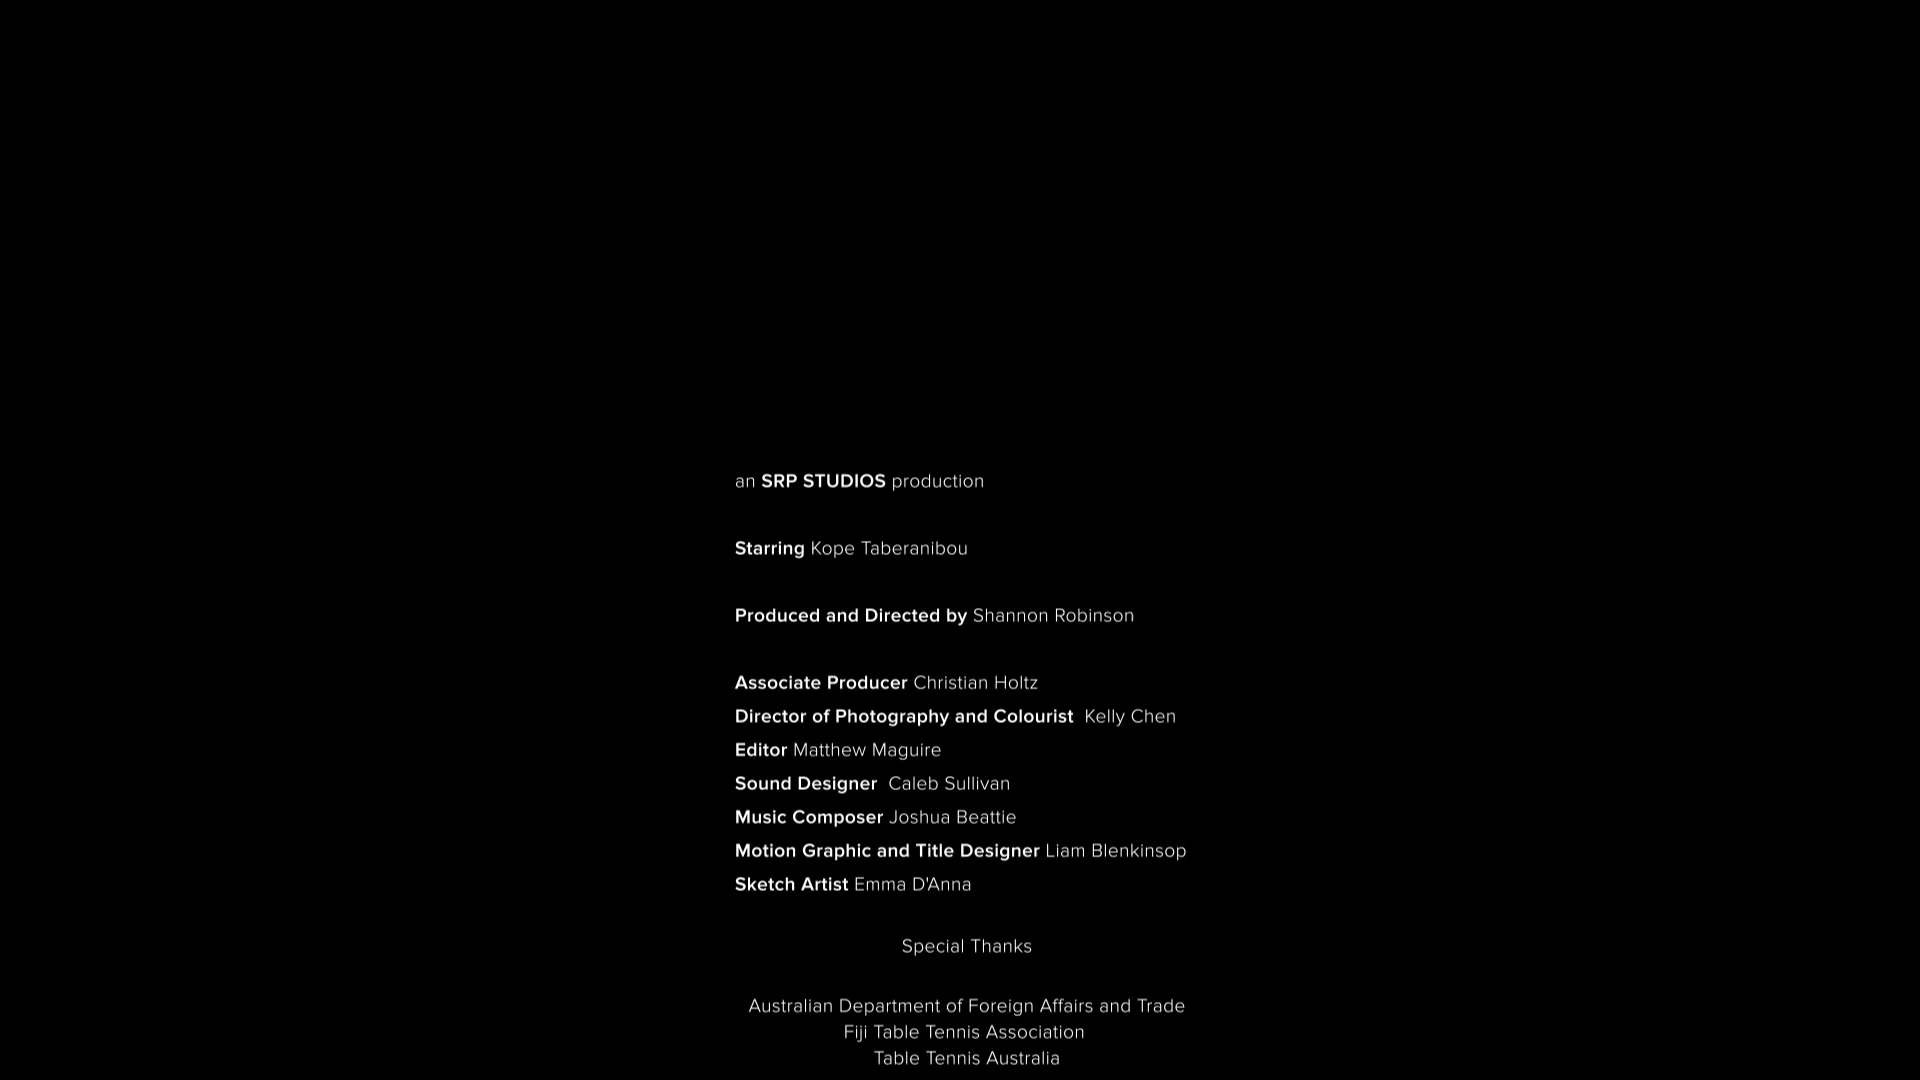 an SRP STUDIOS production
Starring Kope Taberanibou
Produced and Directed by Shannon Robinson
Associate Producer Christian Holtz
Director of Photography and Colourist Kelly Chen
Editor Matthew Maguire
Sound Designer Caleb Sullivan
Music Composer Joshua Beattie
Motion Graphic and Title Designer Liam Blenkinsop
Sketch Artist Emma D'Anna
Special Thanks
Australian Department of Foreign Affairs and Trade
Fiji Table Tennis Association
Table Tennis Australia